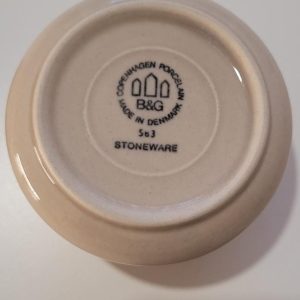 COPENHAGEN PORCELAIN
B&G
MADE IN DENMARK
563
STONEWARE